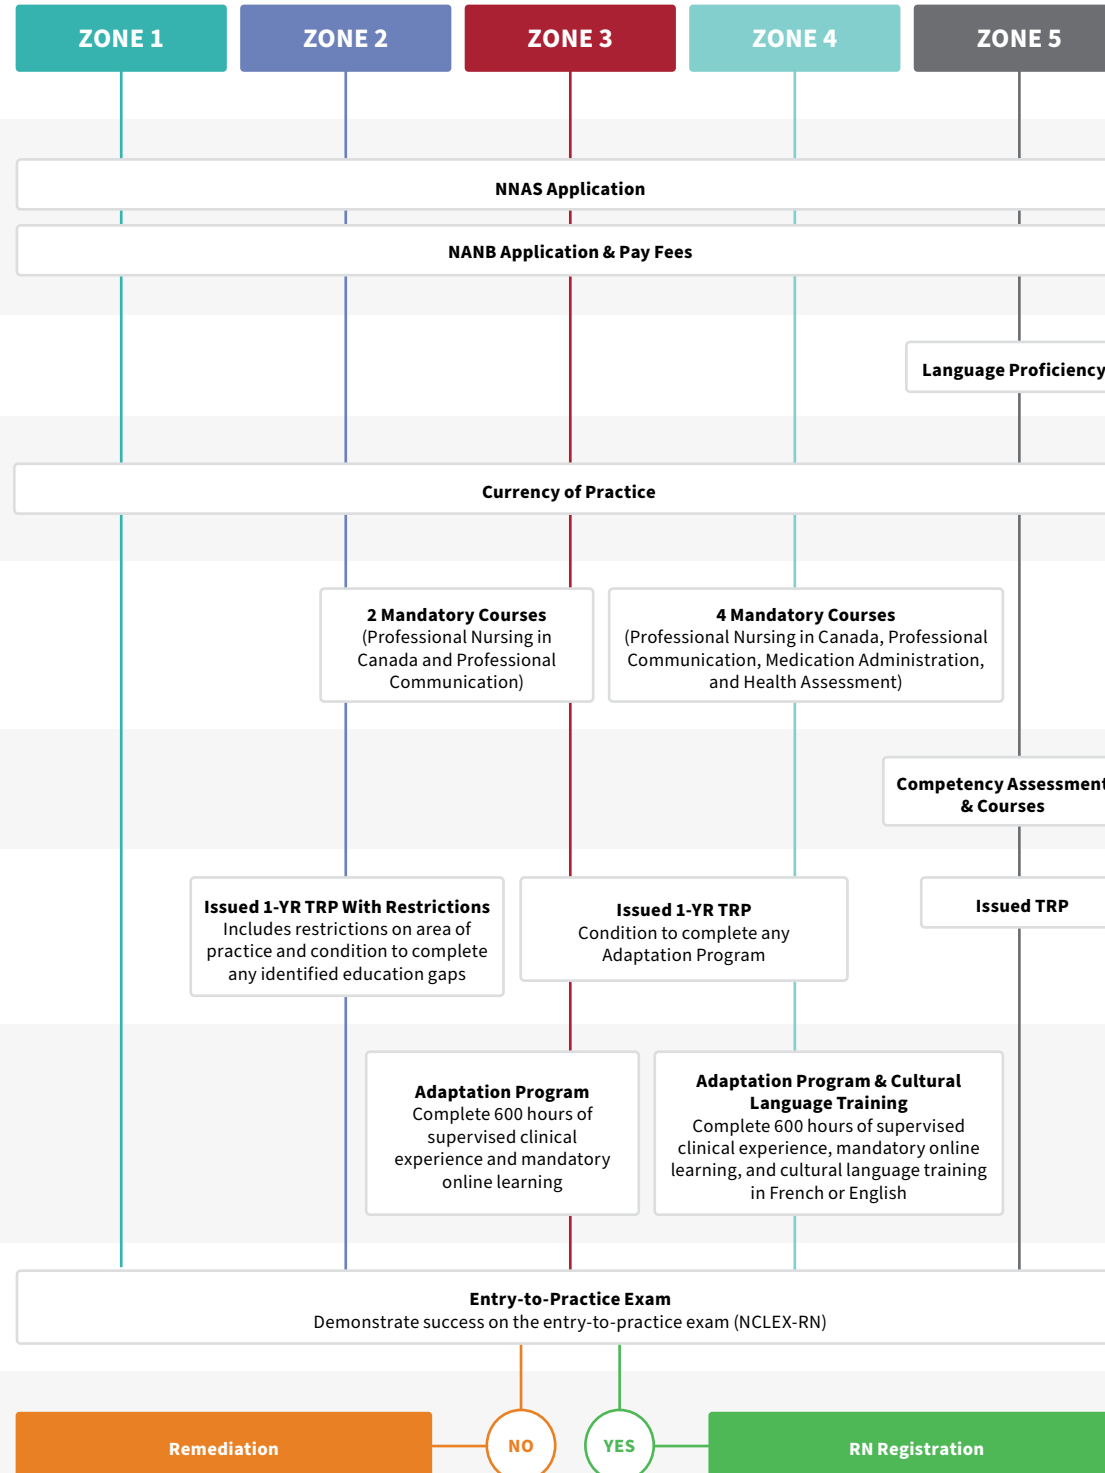 ZONE 1
ZONE 2
ZONE 3
ZONE 4
ZONE 5
NNAS Application
NANB Application & Pay Fees
Language Proficiency
Currency of Practice
2 Mandatory Courses
(Professional Nursing in
Canada and Professional
Communication)
4 Mandatory Courses
(Professional Nursing in Canada, Professional
Communication, Medication Administration,
and Health Assessment)
Competency Assessment
& Courses
Issued 1-YR TRP With Restrictions
Includes restrictions on area of
practice and condition to complete
any identified education gaps
Issued 1-YR TRP
Condition to complete any
Adaptation Program
Issued TRP
Adaptation Program
Complete 600 hours of
supervised clinical
experience and mandatory
online learning
Adaptation Program & Cultural
Language Training
Complete 600 hours of supervised
clinical experience, mandatory online
learning, and cultural language training
in French or English
Entry-to-Practice Exam
Demonstrate success on the entry-to-practice exam (NCLEX-RN)
Remediation
NO
YES
RN Registration